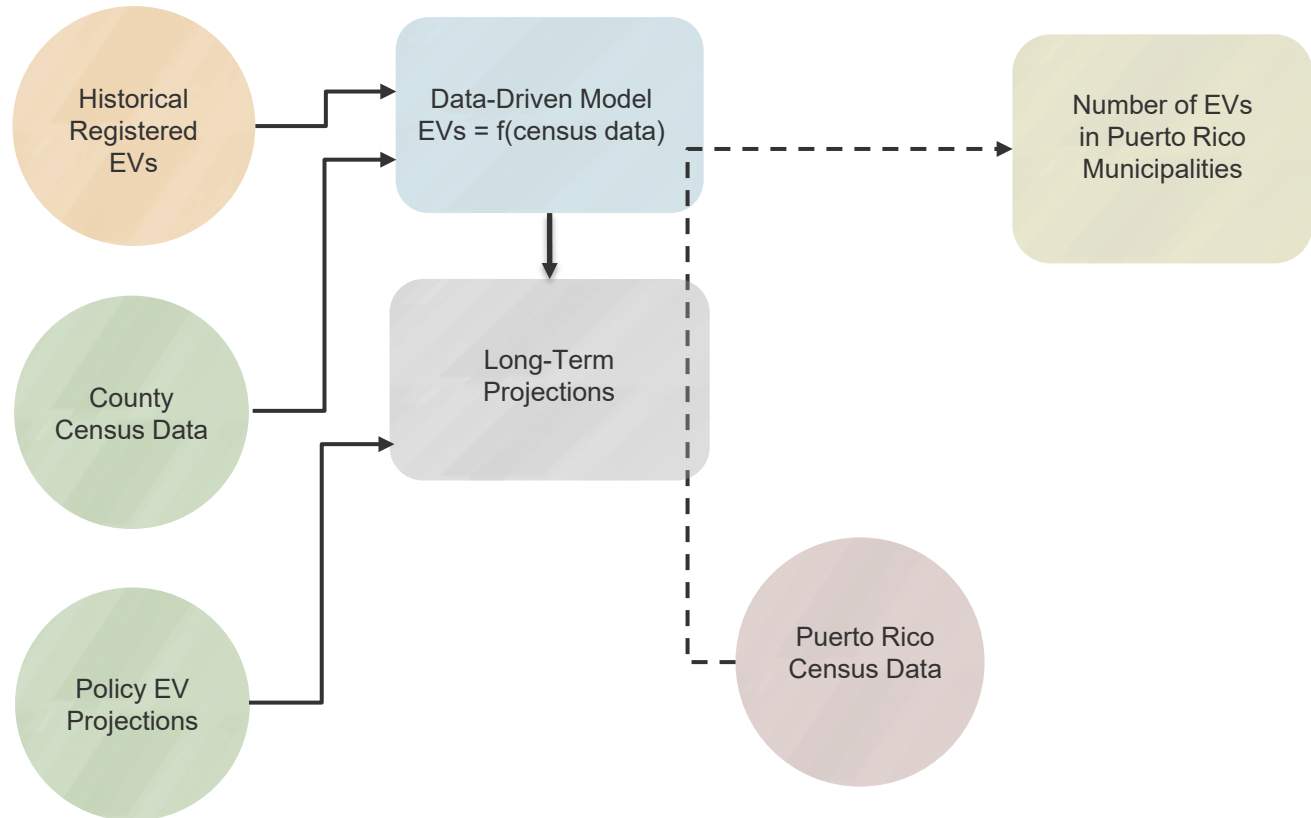 Historical
Registered
EVs
Data-Driven Model
EVs = f(census data)
Number of EVs
in Puerto Rico
Municipalities
County
Census Data
Long-Term
Projections
Policy EV
Projections
Puerto Rico
Census Data